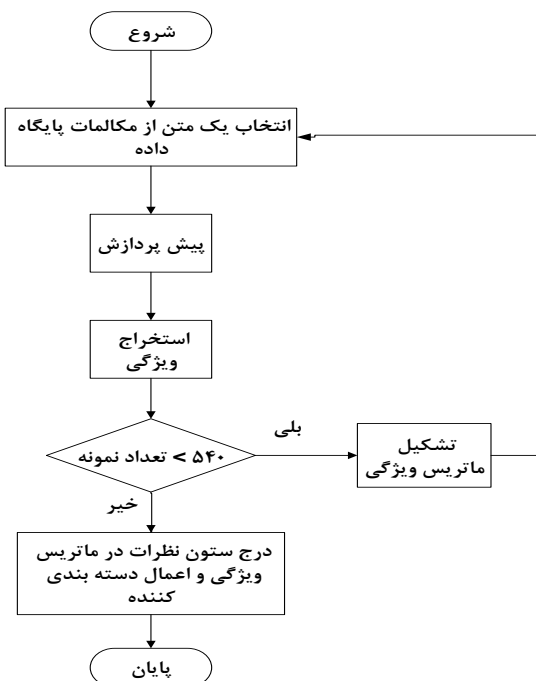 شروع
انتخاب یک متن از مکالمات پایگاه
داده
پیش پردازش
استخراج
ویژگی
تعداد نمونه > ۵۴۰
بلی
تشکیل
ماتریس ویژگی
خیر
درج ستون نظرات در ماتریس
ویژگی و اعمال دسته بندی
کننده
پایان